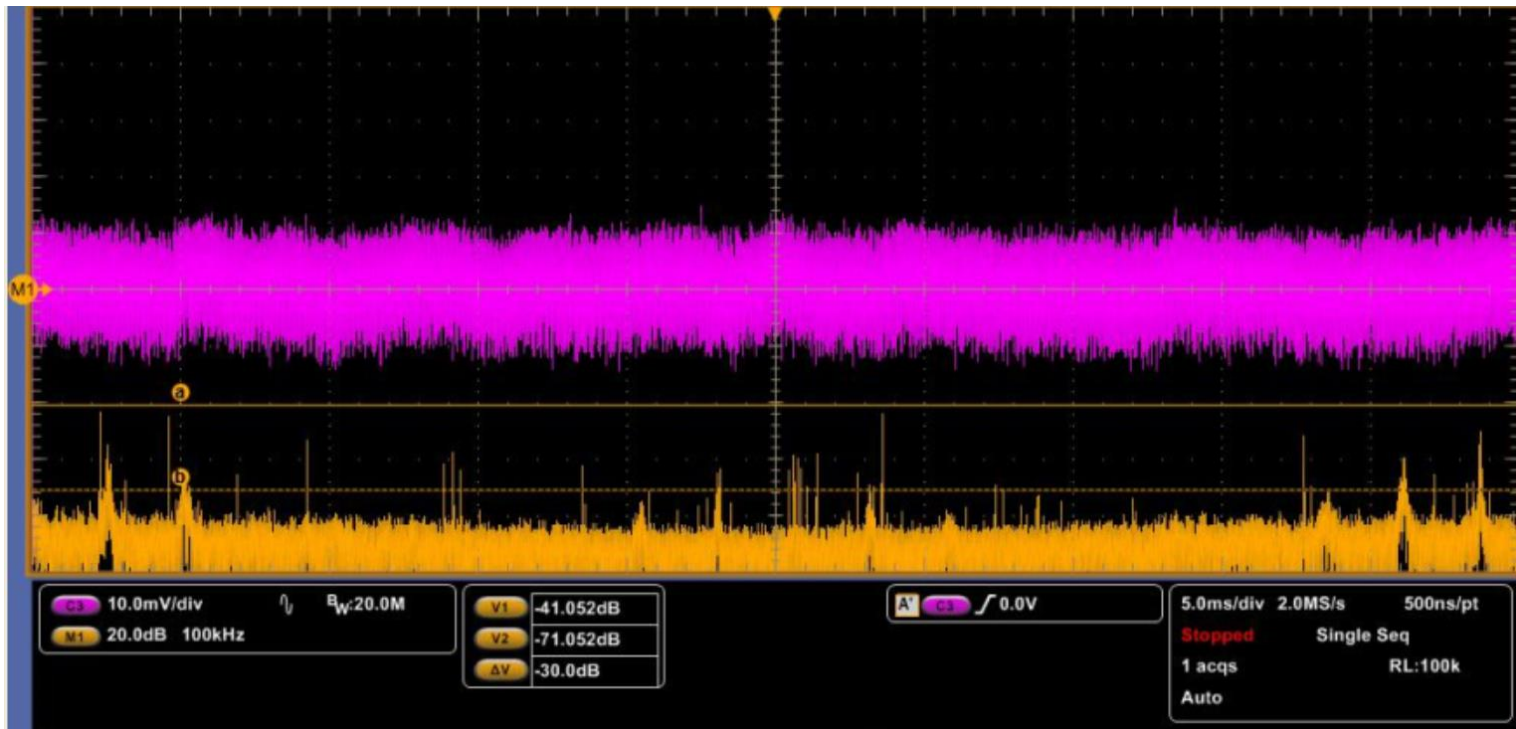 M1
a
b
C3 10.0mV/div ∿ BW:20.0M
M1 20.0dB 100kHz
V1 -41.052dB
V2 -71.052dB
ΔV -30.0dB
A' C3 ∫ 0.0V
5.0ms/div 2.0MS/s 500ns/pt
Stopped Single Seq
1 acqs RL:100k
Auto